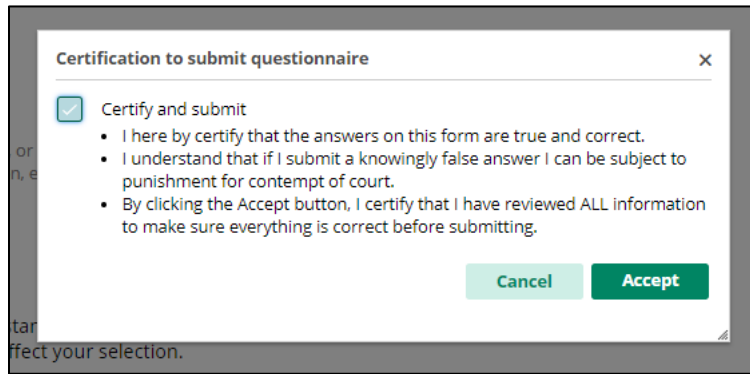 Certification to submit questionnaire
Certify and submit
• I here by certify that the answers on this form are true and correct.
• I understand that if I submit a knowingly false answer I can be subject to
punishment for contempt of court.
• By clicking the Accept button, I certify that I have reviewed ALL information
to make sure everything is correct before submitting.
Cancel
Accept
or
your selection.